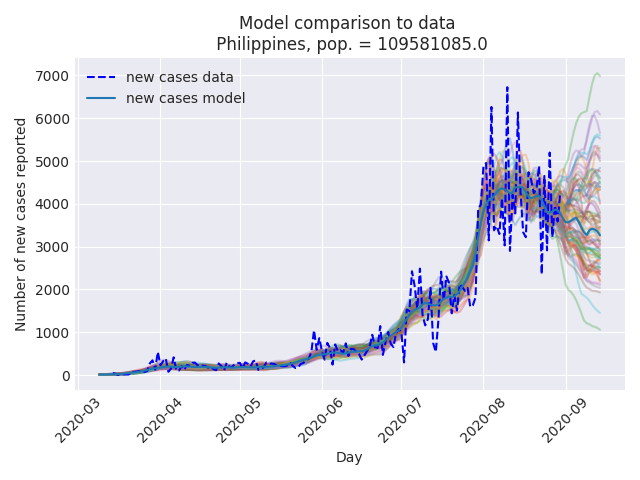 Model comparison to data
Philippines, pop. = 109581085.0
new cases data
new cases model
Number of new cases reported
7000
6000
5000
4000
3000
2000
1000
0
2020-03
2020-04
2020-05
2020-06
2020-07
2020-08
2020-09
Day